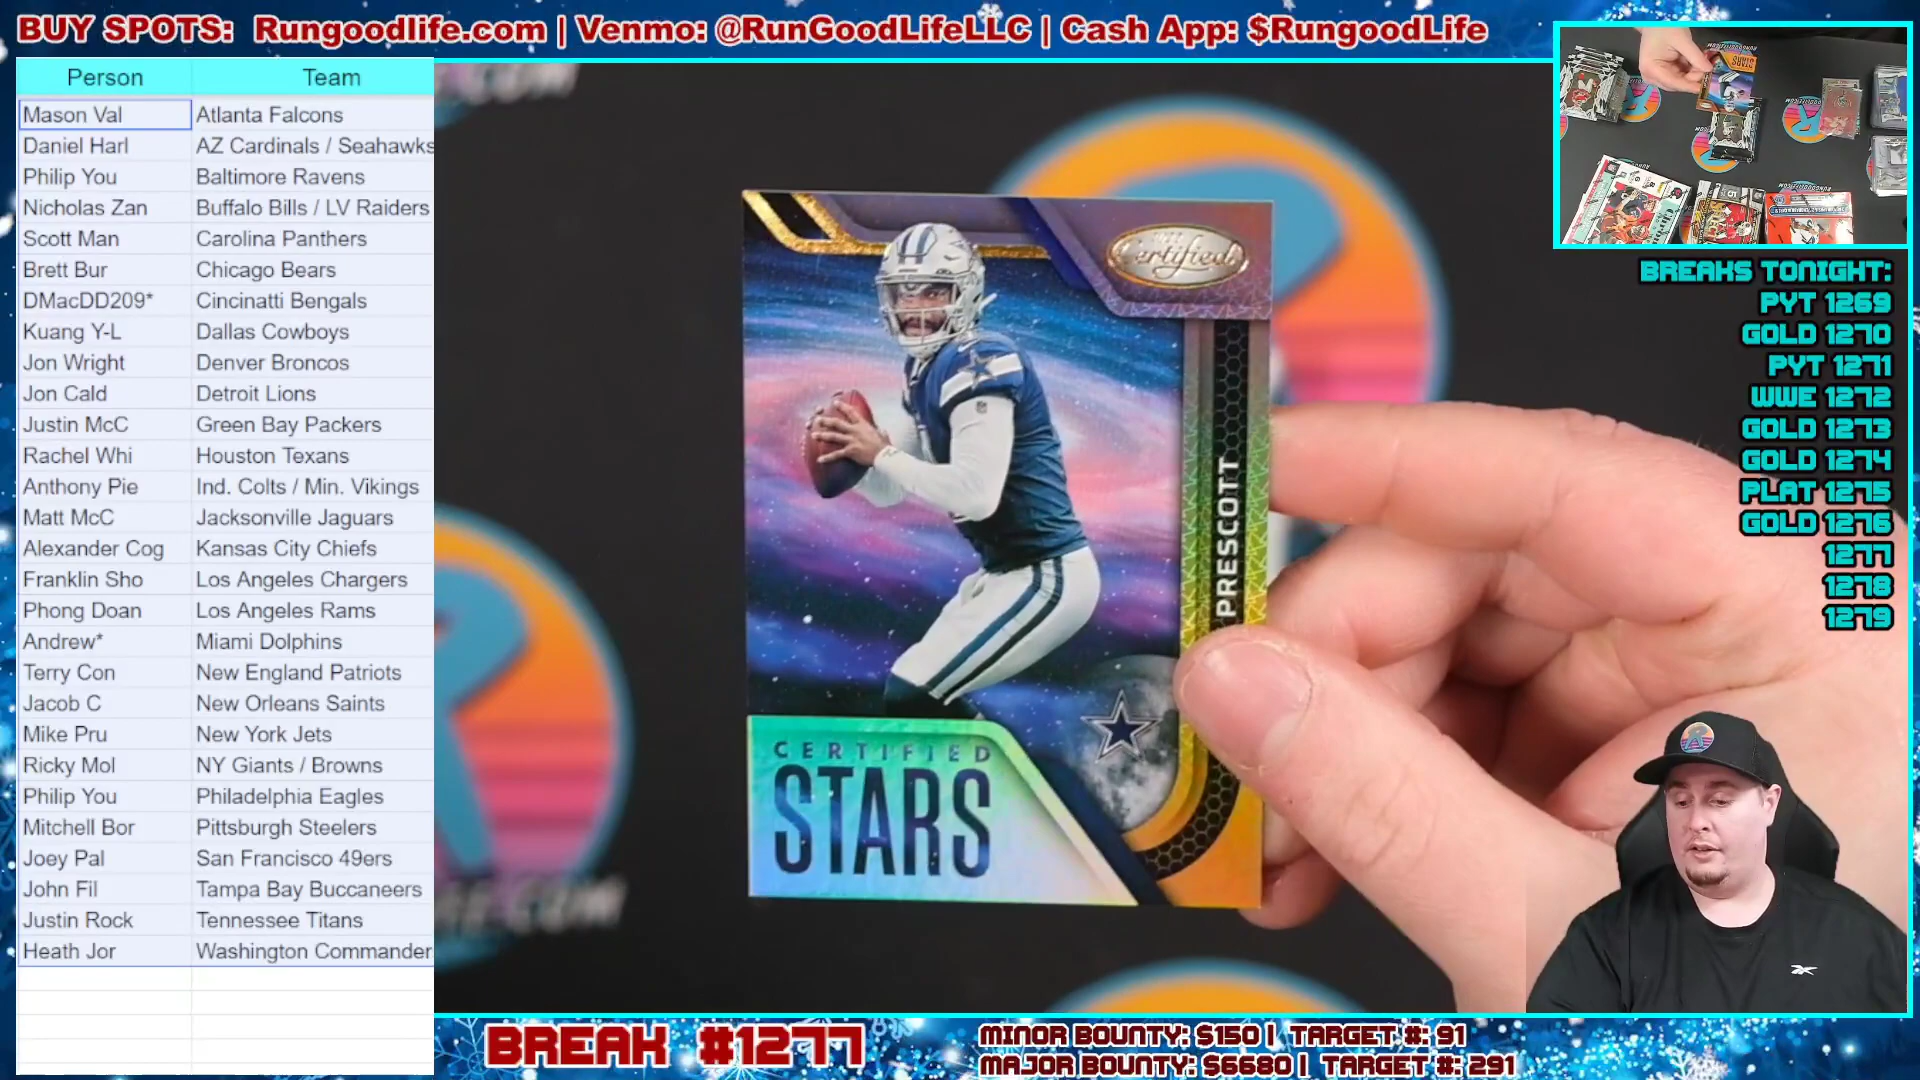 BUY SPOTS: Rungoodlife.com | Venmo: @RunGoodLifeLLC | Cash App: $RungoodLife
Person Team
Mason Val Atlanta Falcons
Daniel Harl AZ Cardinals / Seahawks
Philip You Baltimore Ravens
Nicholas Zan Buffalo Bills / LV Raiders
Scott Man Carolina Panthers
Brett Bur Chicago Bears
DMacDD209* Cincinatti Bengals
Kuang Y-L Dallas Cowboys
Jon Wright Denver Broncos
Jon Cald Detroit Lions
Justin McC Green Bay Packers
Rachel Whi Houston Texans
Anthony Pie Ind. Colts / Min. Vikings
Matt McC Jacksonville Jaguars
Alexander Cog Kansas City Chiefs
Franklin Sho Los Angeles Chargers
Phong Doan Los Angeles Rams
Andrew* Miami Dolphins
Terry Con New England Patriots
Jacob C New Orleans Saints
Mike Pru New York Jets
Ricky Mol NY Giants / Browns
Philip You Philadelphia Eagles
Mitchell Bor Pittsburgh Steelers
Joey Pal San Francisco 49ers
John Fil Tampa Bay Buccaneers
Justin Rock Tennessee Titans
Heath Jor Washington Commander
Certified
PRESCOTT
CERTIFIED
STARS
BREAKS TONIGHT:
PYT 1269
GOLD 1270
PYT 1271
WWE 1272
GOLD 1273
GOLD 1274
PLAT 1275
GOLD 1276
1277
1278
1279
BREAK #1277
MINOR BOUNTY: $150 | TARGET #: 91
MAJOR BOUNTY: $6680 | TARGET #: 291